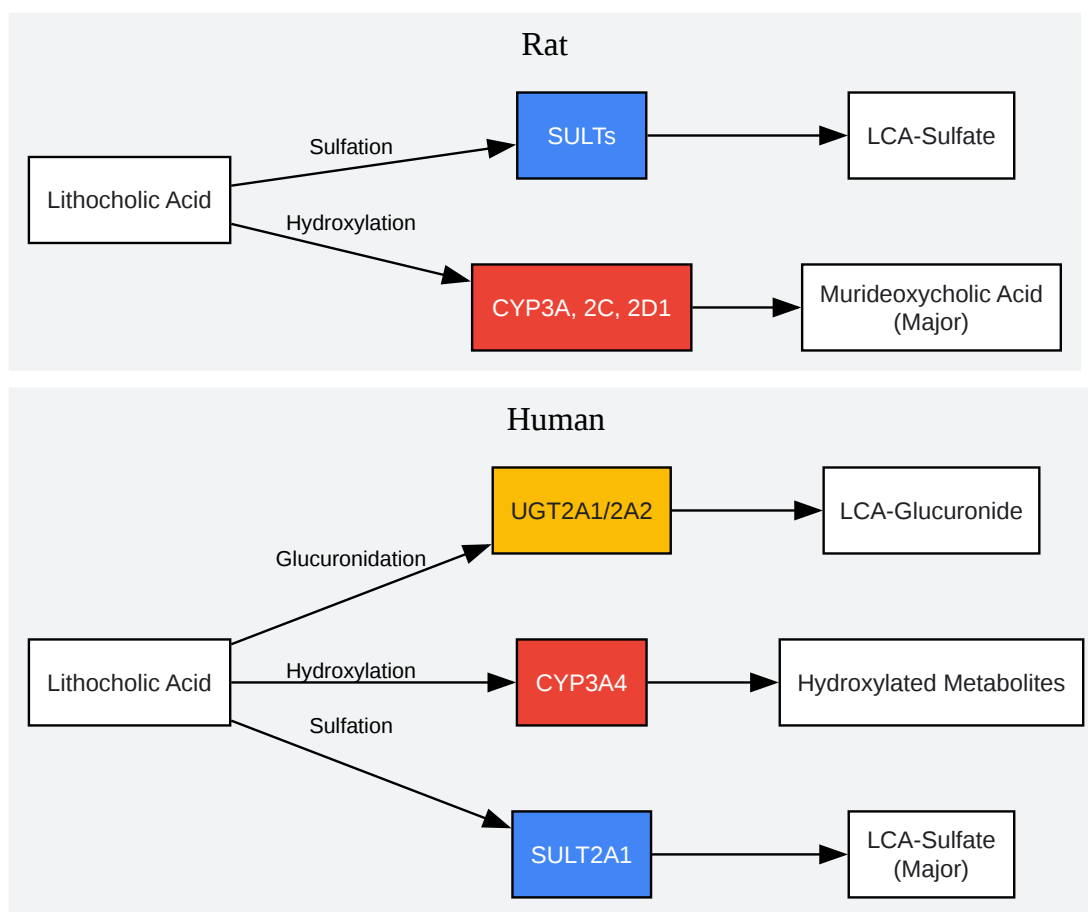 Rat
Sulfation
SULTs
LCA-Sulfate
Lithocholic Acid
Hydroxylation
CYP3A, 2C, 2D1
Murideoxycholic Acid
(Major)
Human
Glucuronidation
UGT2A1/2A2
LCA-Glucuronide
Lithocholic Acid
Hydroxylation
CYP3A4
Hydroxylated Metabolites
Sulfation
SULT2A1
LCA-Sulfate
(Major)